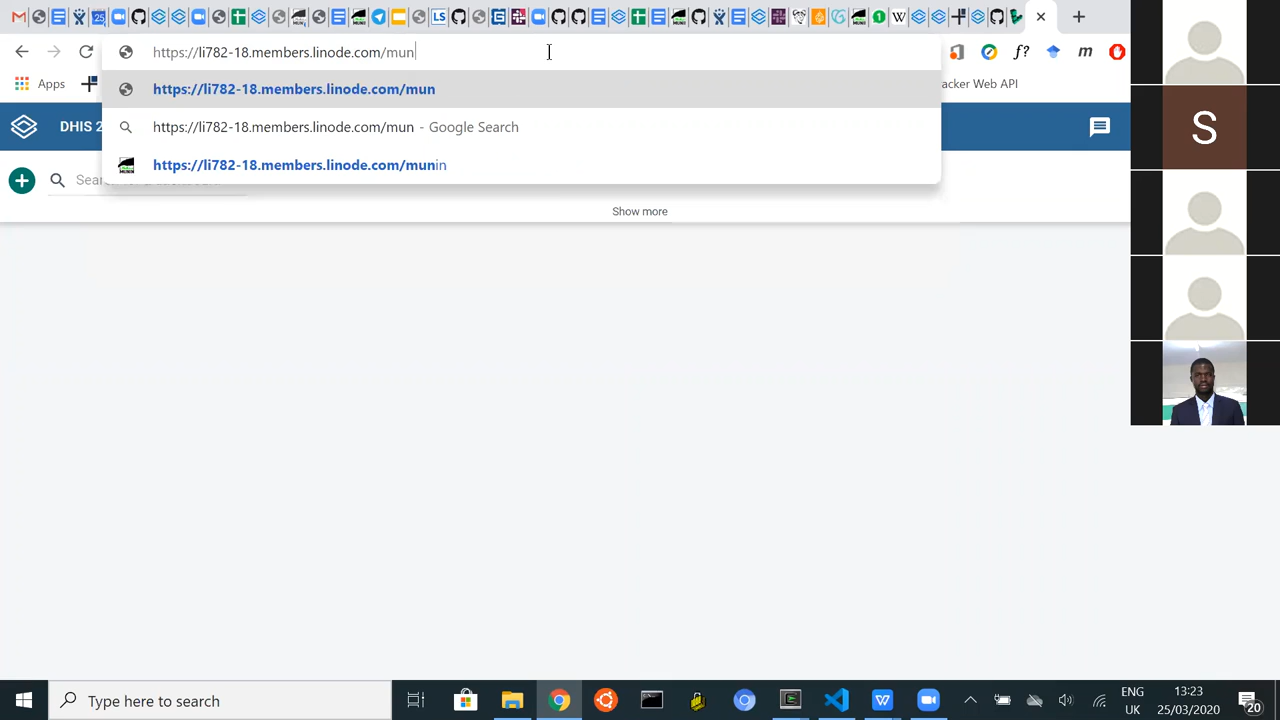 https://li782-18.members.linode.com/mun
f?
m
Apps
https://li782-18.members.linode.com/mun
acker Web API
https://li782-18.members.linode.com/mun - Google Search
DHIS 2
https://li782-18.members.linode.com/munin
Show more
S
Type here to search
ENG
UK
13:23
25/03/2020
20